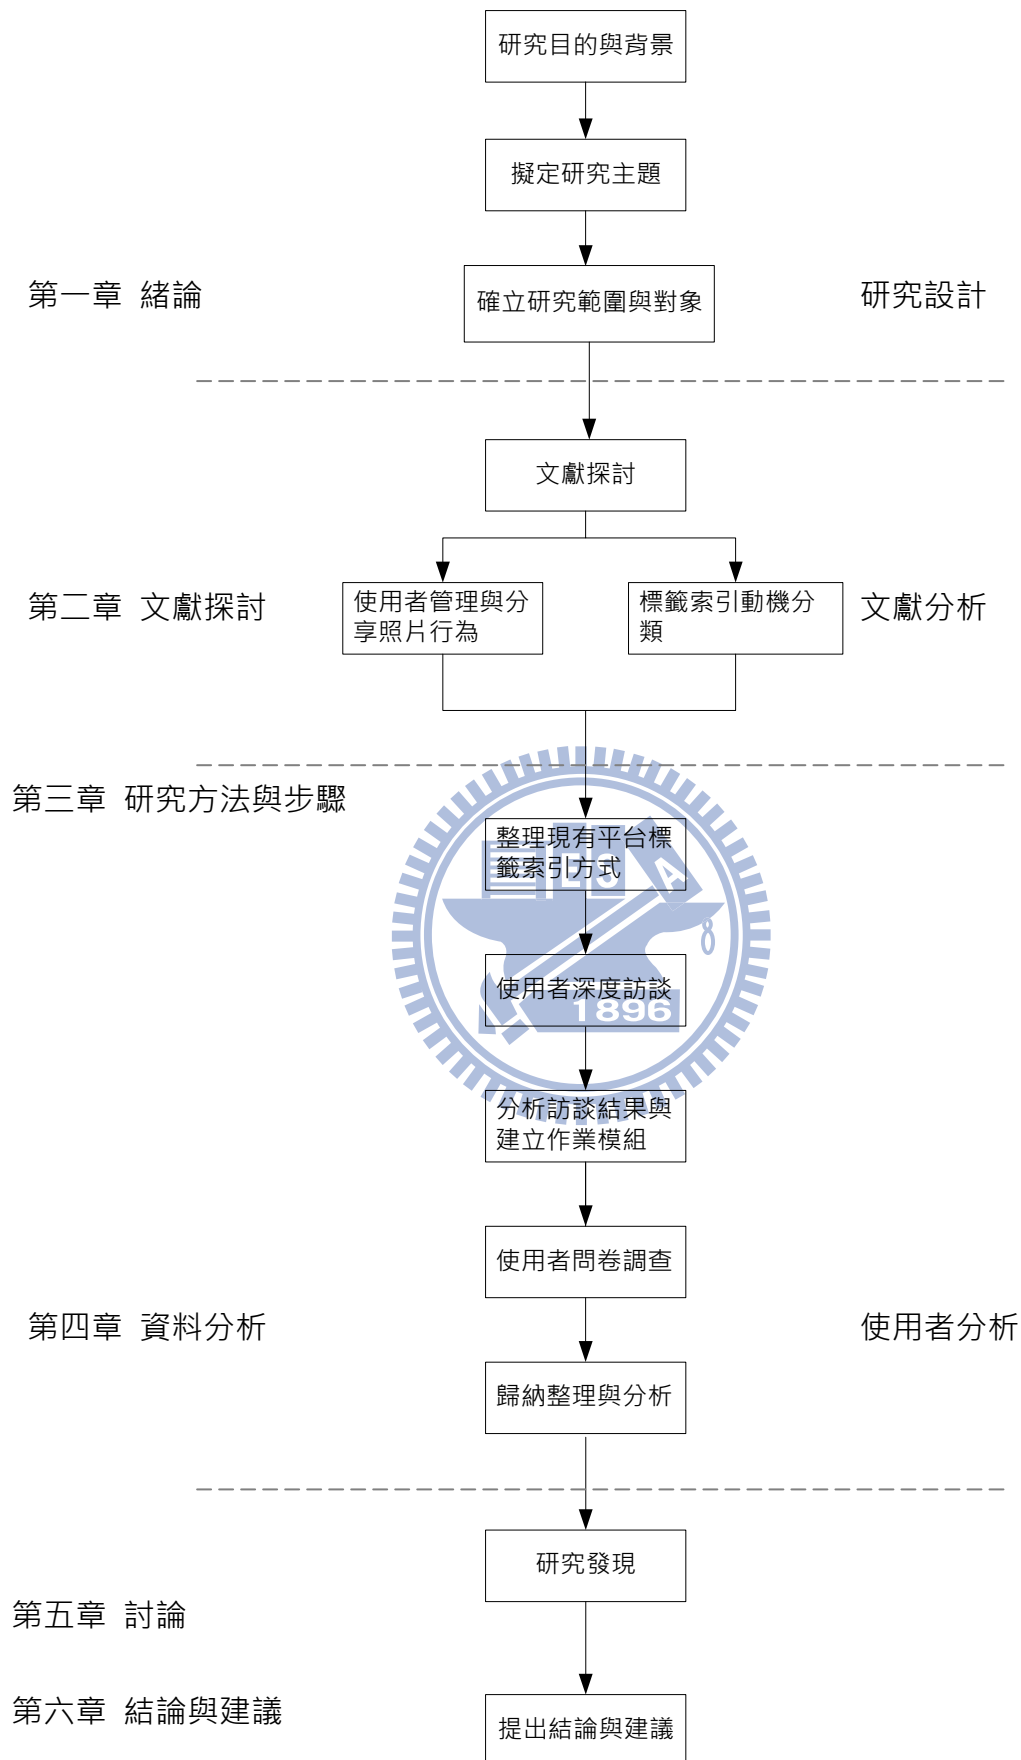 研究目的與背景
擬定研究主題
第一章 緒論
確立研究範圍與對象
研究設計
文獻探討
第二章 文獻探討
使用者管理與分
享照片行為
標籤索引動機分
類
文獻分析
第三章 研究方法與步驟
整理現有平台標
籤索引方式
E S
A
使用者深度訪談
1896
分析訪談結果與
建立作業模組
使用者問卷調查
第四章 資料分析
使用者分析
歸納整理與分析
研究發現
第五章 討論
第六章 結論與建議
提出結論與建議